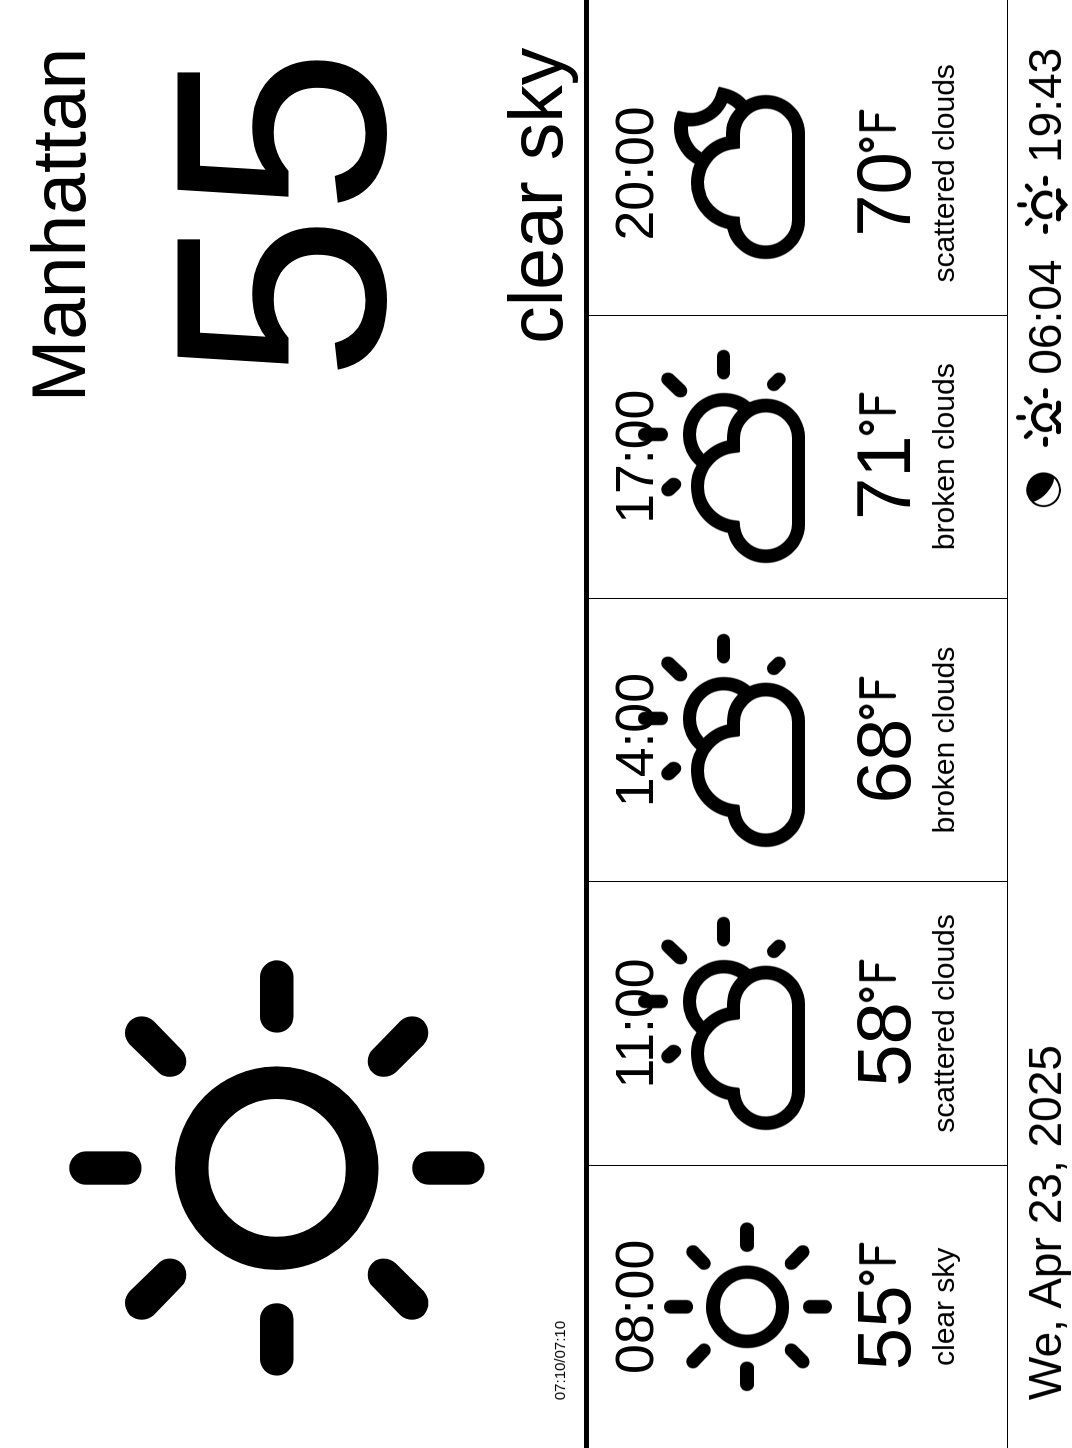 Manhattan
55
clear sky
07:10/07:10
08:00
55°F
clear sky
11:00
58°F
scattered clouds
14:00
68°F
broken clouds
17:00
71°F
broken clouds
20:00
70°F
scattered clouds
We, Apr 23, 2025
06:04
19:43